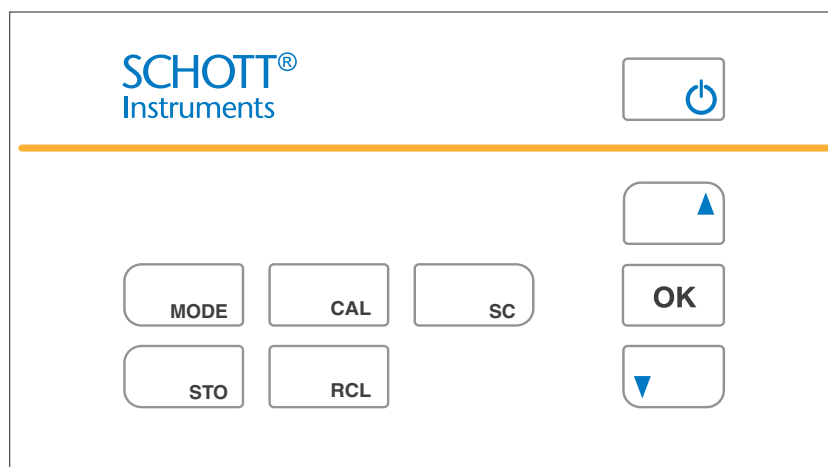 SCHOTT®
Instruments
MODE
CAL
SC
OK
STO
RCL